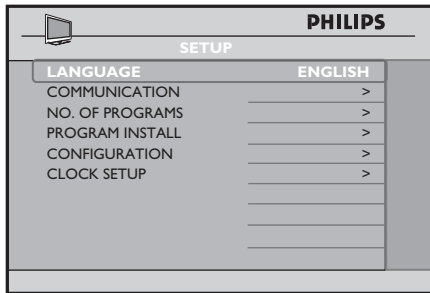 PHILIPS
SETUP
LANGUAGE ENGLISH
COMMUNICATION >
NO. OF PROGRAMS >
PROGRAM INSTALL >
CONFIGURATION >
CLOCK SETUP >